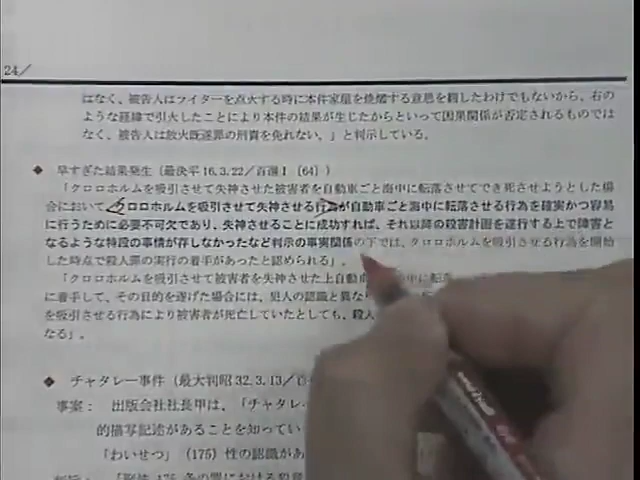 24/
はなく、被告人はライターを点火する時に本件家屋を焼燬する意思を翻したわけでもないから、右の
ような経緯で引火したことにより本件の結果が生じたからといって因果関係が否定されるものでは
なく、被告人は放火既遂罪の刑責を免れない。」と判示している。
◆ 早すぎた結果発生（最決平16.3.22／百選Ⅰ〔64〕）
「クロロホルムを吸引させて失神させた被害者を自動車ごと海中に転落させてでき死させようとした場
合において、クロロホルムを吸引させて失神させる行為が自動車ごと海中に転落させる行為を確実かつ容易
に行うために必要不可欠であり、失神させることに成功すれば、それ以降の殺害計画を遂行する上で障害と
なるような特段の事情が存しなかったなど判示の事実関係の下では、クロロホルムを吸引させる行為を開始
した時点で殺人罪の実行の着手があったと認められる」。
「クロロホルムを吸引させて被害者を失神させた上自動車 の中に転落
に着手して、その目的を遂げた場合には、犯人の認識と異な
を吸引させる行為により被害者が死亡していたとしても、殺人
なる」。
◆ チャタレー事件（最大判昭32.3.13／百
事案： 出版会社社長甲は、「チャタレ
的描写記述があることを知ってい
「わいせつ」（175）性の認識があ
175 条の罪における